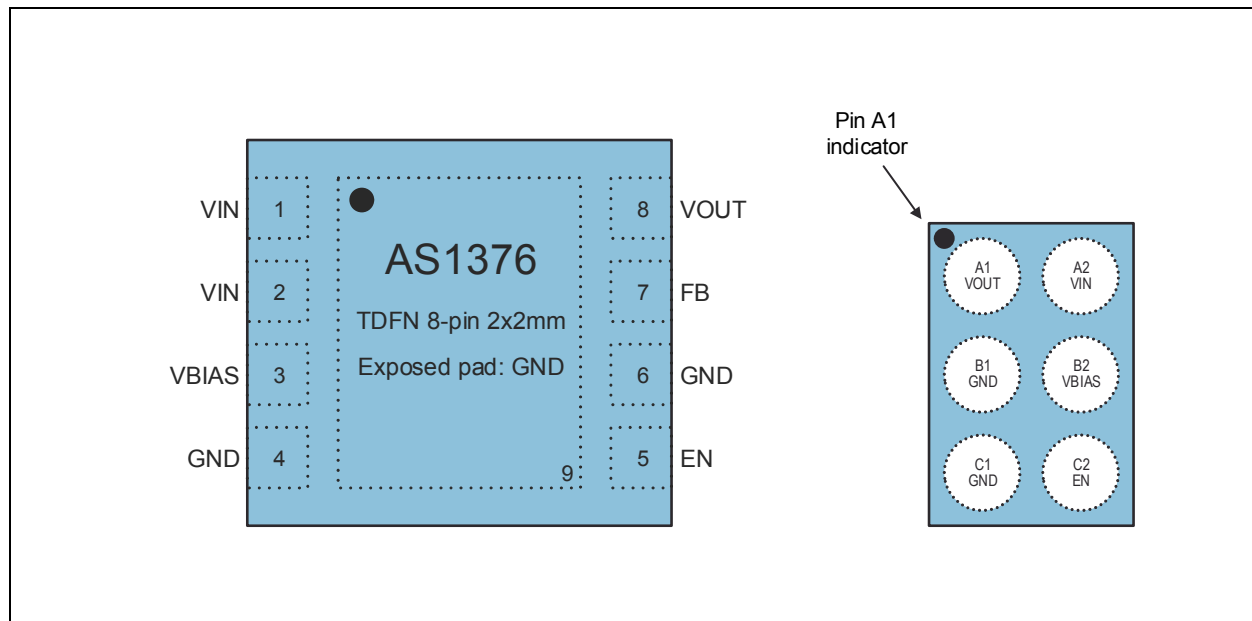 Pin A1
indicator
VIN 1
8 VOUT
AS1376
VIN 2
7 FB
TDFN 8-pin 2x2mm
Exposed pad: GND
VBIAS 3
6 GND
GND 4
5 EN
9
A1
VOUT
A2
VIN
B1
GND
B2
VBIAS
C1
GND
C2
EN